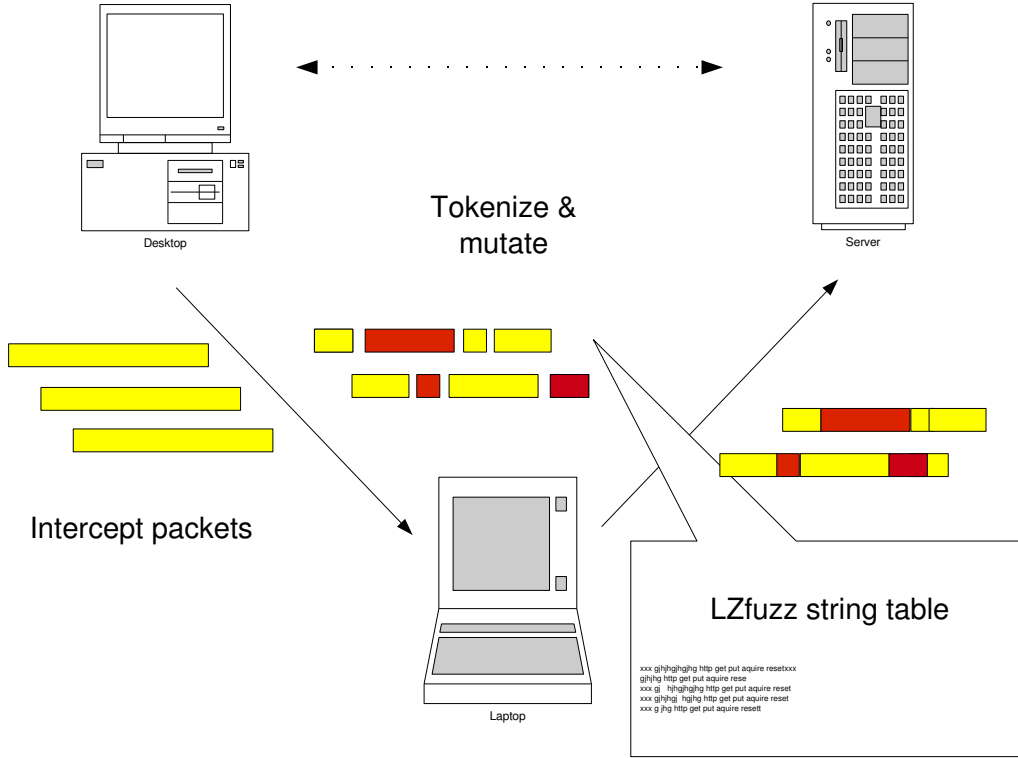 Tokenize &
mutate
Desktop
Server
Intercept packets
LZfuzz string table
xxx gjhjhgjhgjhg http get put aquire resetxxx
gjhjhg http get put aquire rese
xxx gj hjhgjhgjhg http get put aquire reset
xxx gjhjhgj hgjhg http get put aquire reset
xxx g jhg http get put aquire resett
Laptop